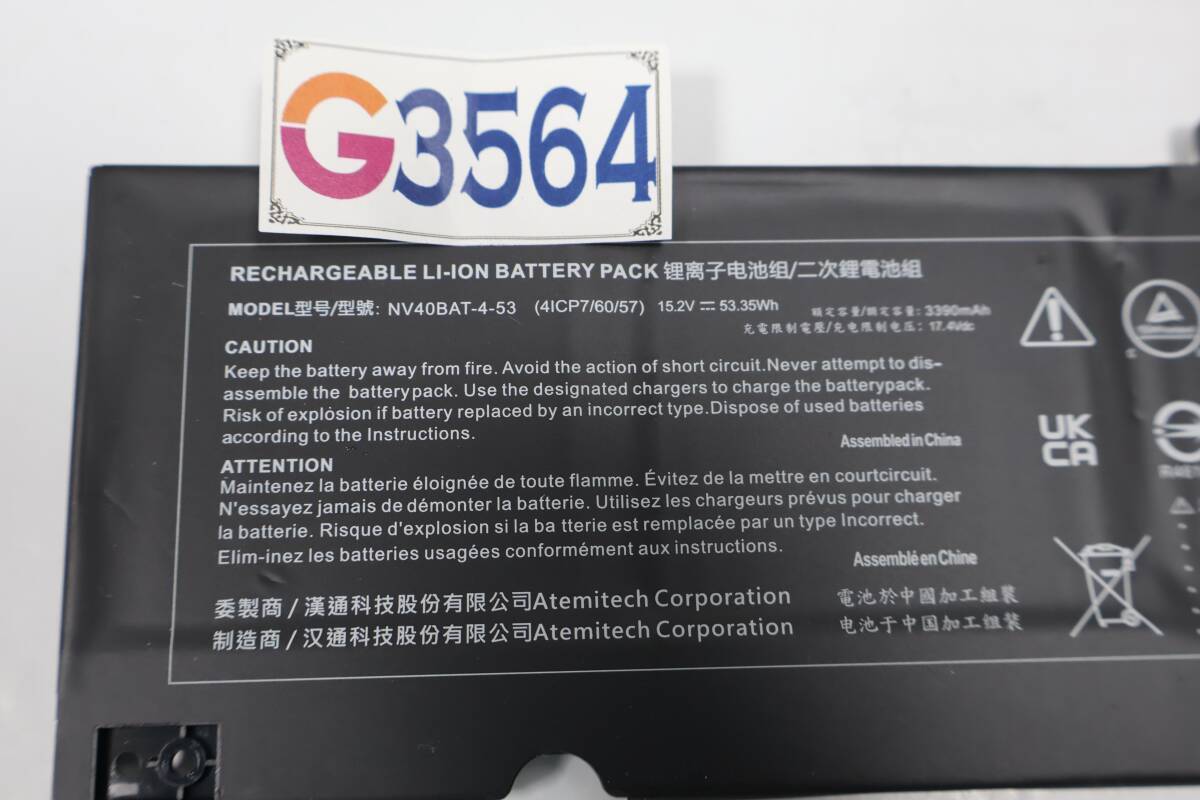 G3564
RECHARGEABLE LI-ION BATTERY PACK 锂离子电池组/二次鋰電池組
MODEL型号/型號: NV40BAT-4-53 (4ICP7/60/57) 15.2V ⎓ 53.35Wh 額定容量/额定容量: 3390mAh
充電限制電壓/充电限制电压: 17.4Vdc
CAUTION
Keep the battery away from fire. Avoid the action of short circuit.Never attempt to dis-
assemble the batterypack. Use the designated chargers to charge the batterypack.
Risk of explosion if battery replaced by an incorrect type.Dispose of used batteries
according to the Instructions.
Assembled in China
UK
CA
ATTENTION
Maintenez la batterie éloignée de toute flamme. Évitez de la mettre en courtcircuit.
N'essayez jamais de démonter la batterie. Utilisez les chargeurs prévus pour charger
la batterie. Risque d'explosion si la ba tterie est remplacée par un type Incorrect.
Elim-inez les batteries usagées conformément aux instructions.
Assemblé en Chine
委製商/漢通科技股份有限公司Atemitech Corporation
電池於中國加工組裝
制造商/汉通科技股份有限公司Atemitech Corporation
电池于中国加工组装